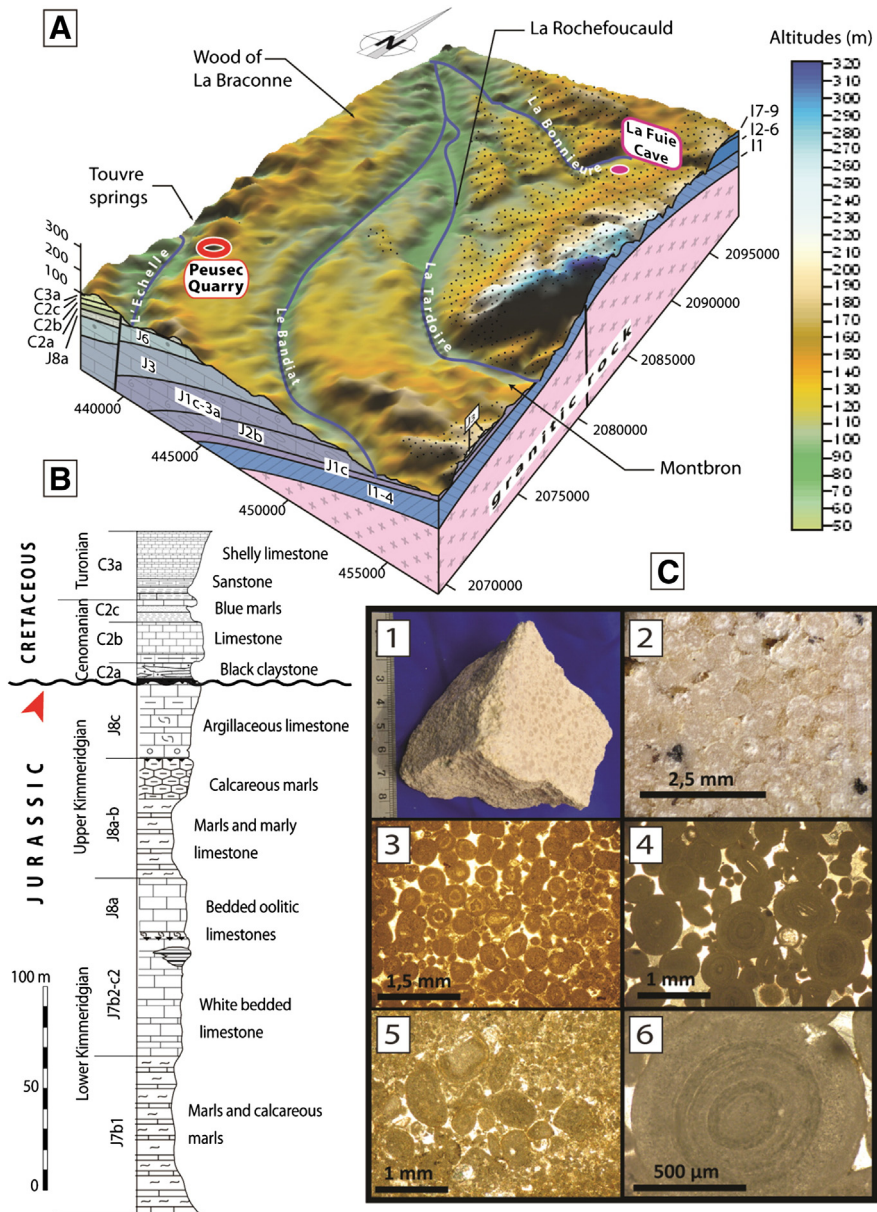 A
N
Wood of
La Braconne
La Rochefoucauld
Altitudes (m)
La Bonnieure
La Fuie
Cave
I7-9
I2-6
I1
Touvre
springs
300
200
100
Peusec
Quarry
L'Echelle
Le Bandiat
La Tardoire
C3a
C2c
C2b
C2a
J8a
J6
J3
J1c-3a
J2b
J1c
I1-4
J3
granitic rock
Montbron
440000
445000
450000
455000
2070000
2075000
2080000
2085000
2090000
2095000
320
310
300
290
280
270
260
250
240
230
220
210
200
190
180
170
160
150
140
130
120
110
100
90
80
70
60
50
B
CRETACEOUS
Turonian
C3a
Shelly limestone
Sanstone
Cenomanian
C2c
Blue marls
C2b
Limestone
C2a
Black claystone
JURASSIC
Upper Kimmeridgian
J8c
Argillaceous limestone
Calcareous marls
J8a-b
Marls and marly
limestone
J8a
Bedded oolitic
limestones
Lower Kimmeridgian
J7b2-c2
White bedded
limestone
J7b1
Marls and calcareous
marls
100 m
50
0
C
1
3
4
5
6
7
8
2
2,5 mm
3
1,5 mm
4
1 mm
5
1 mm
6
500 µm